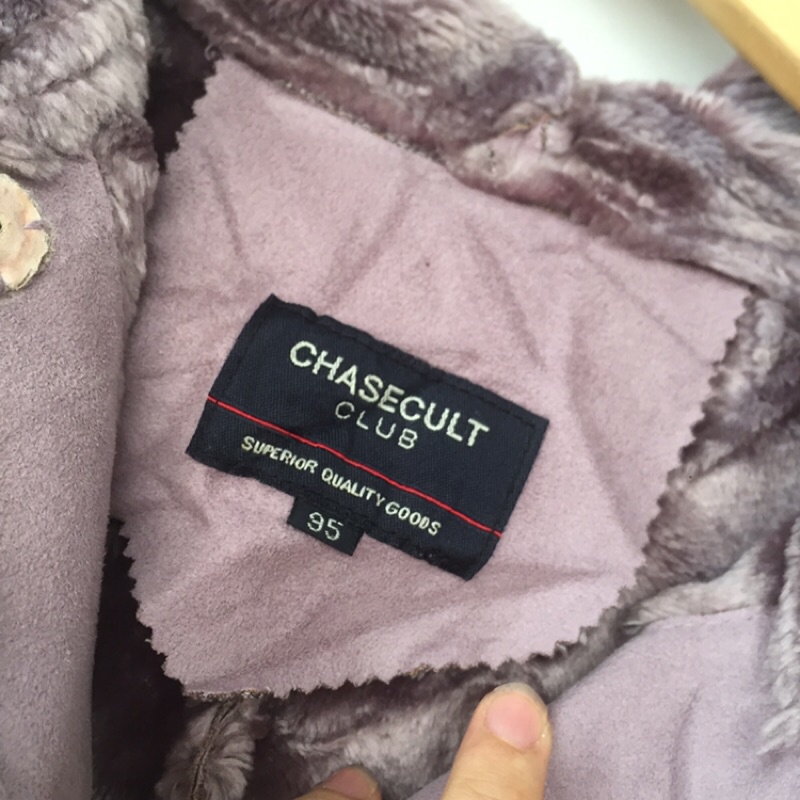 CHASECULT
CLUB
SUPERIOR QUALITY GOODS
95